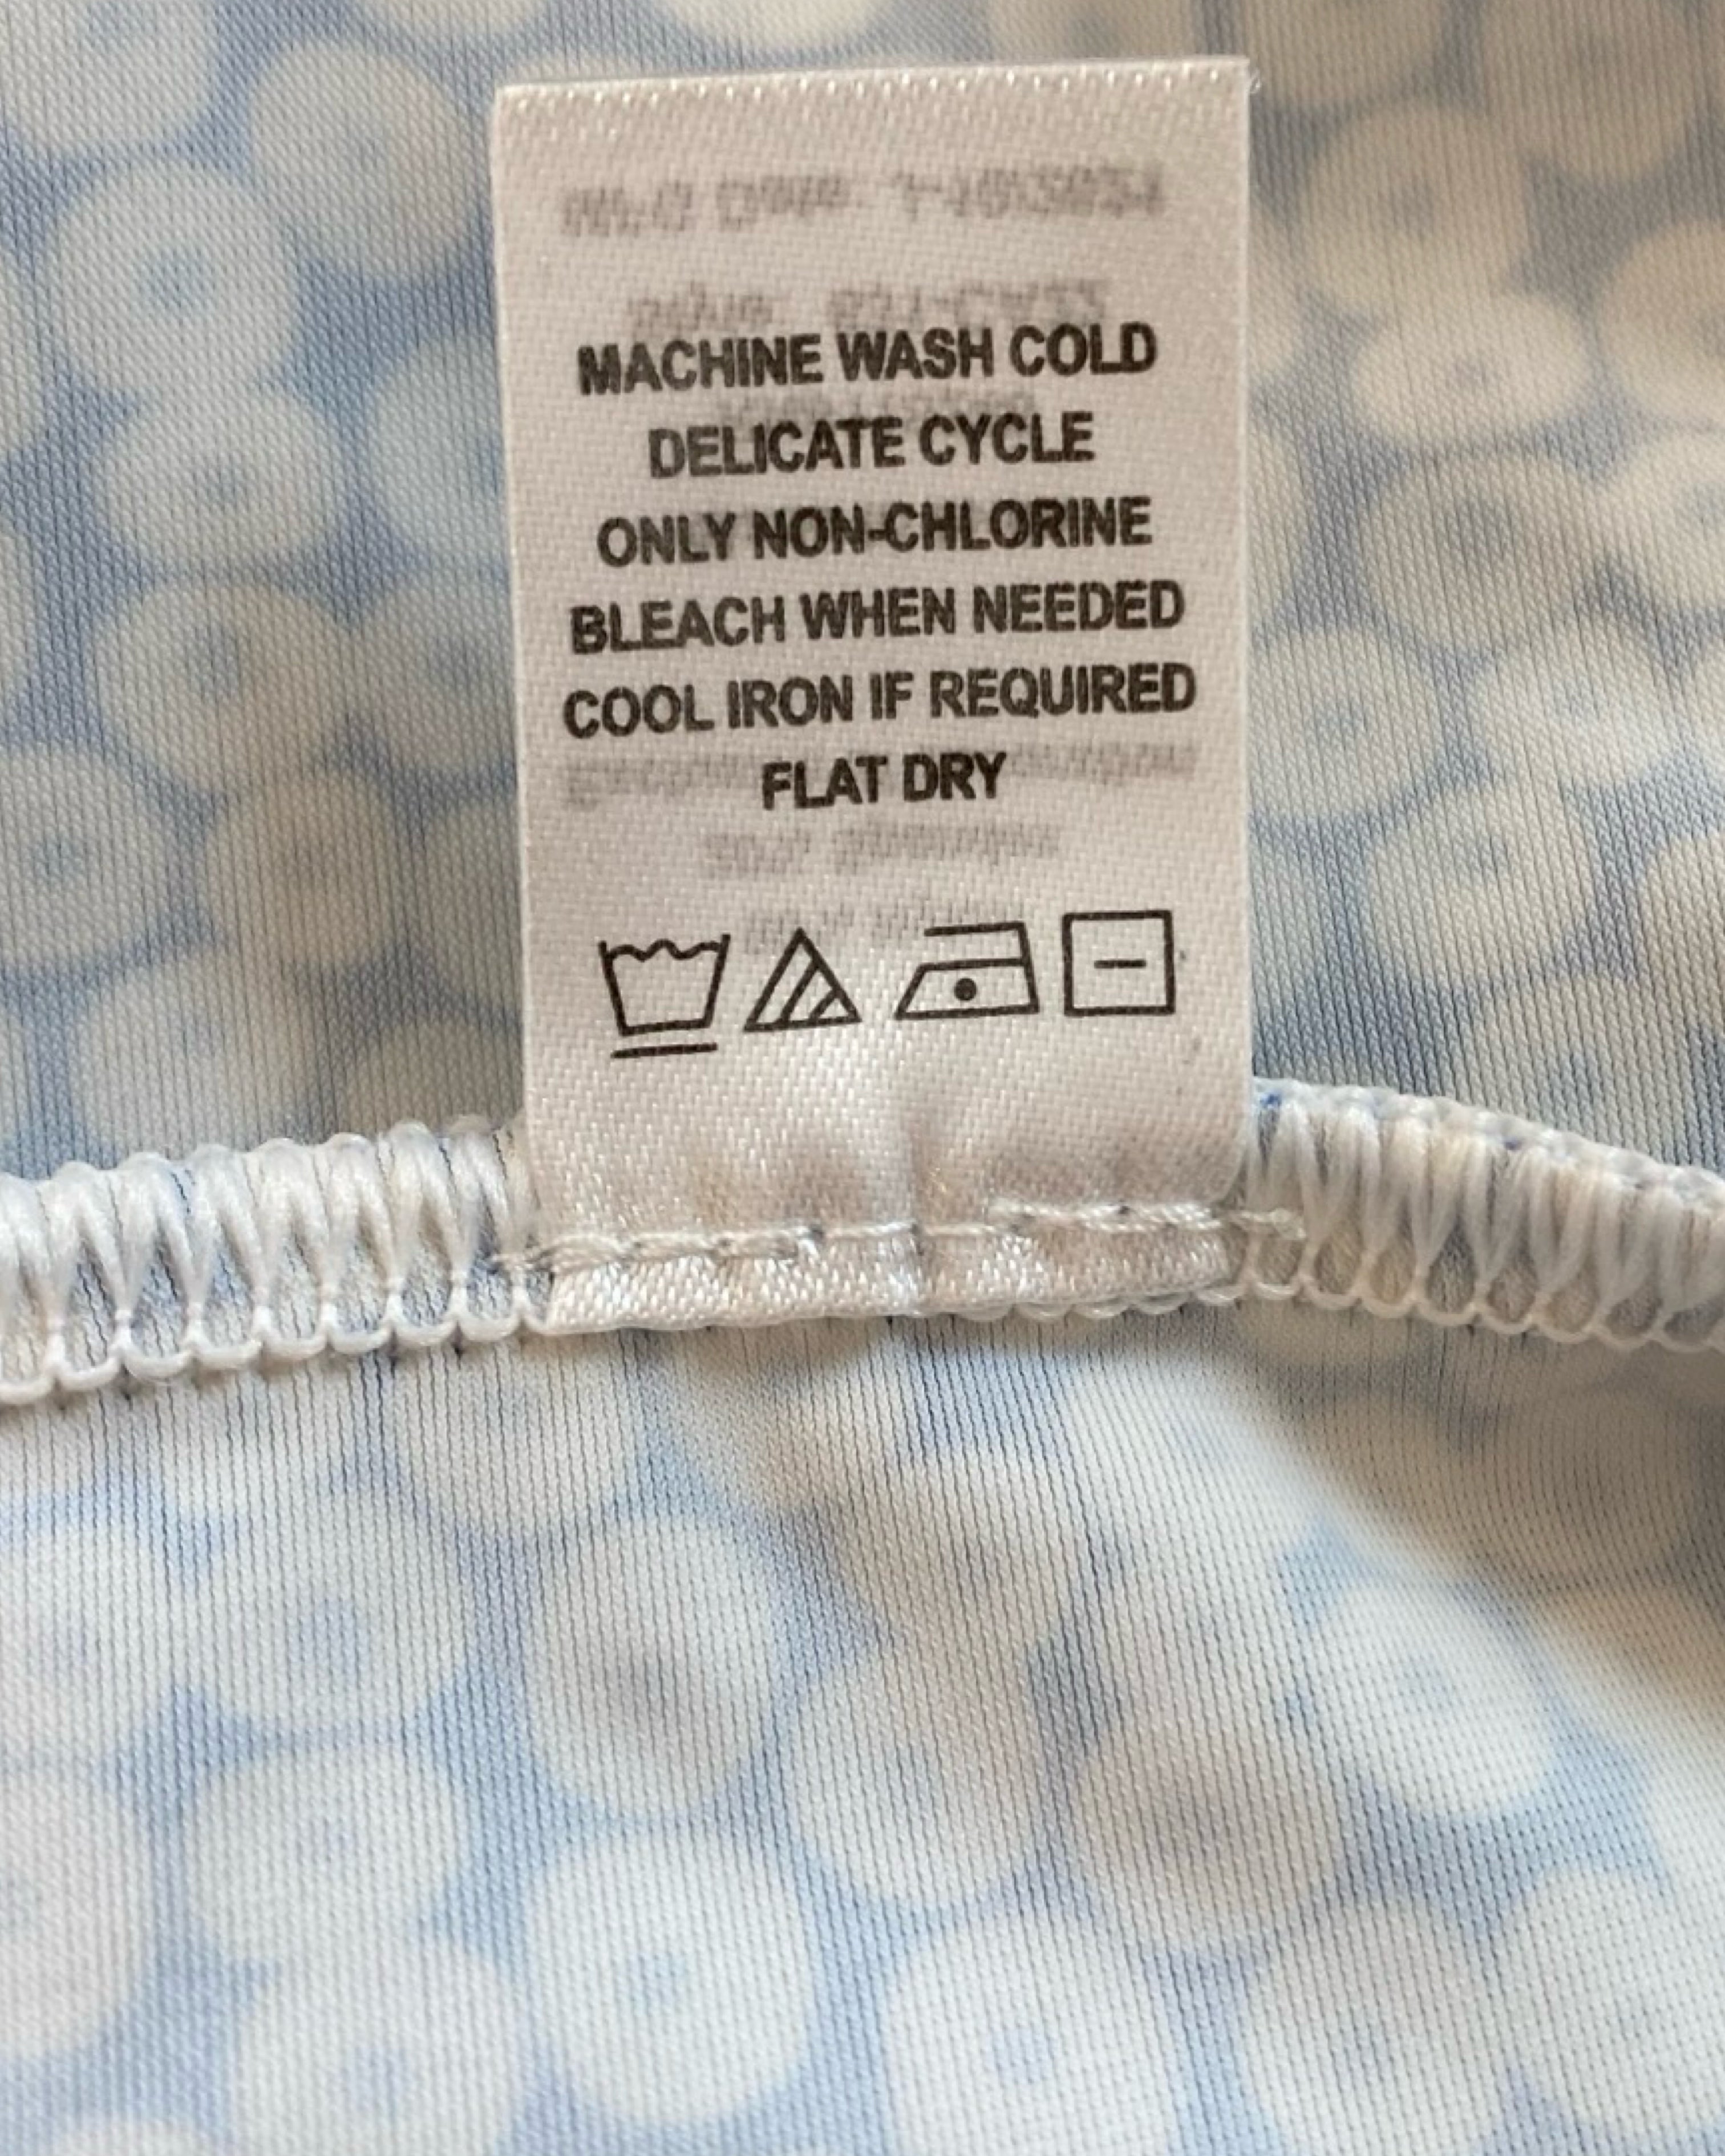 MACHINE WASH COLD
DELICATE CYCLE
ONLY NON-CHLORINE
BLEACH WHEN NEEDED
COOL IRON IF REQUIRED
FLAT DRY